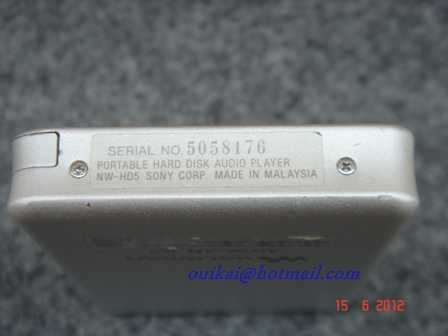 SERIAL NO. 5058176
PORTABLE HARD DISK AUDIO PLAYER
NW-HD5 SONY CORP. MADE IN MALAYSIA
ouikai@hotmail.com
15 6 2012